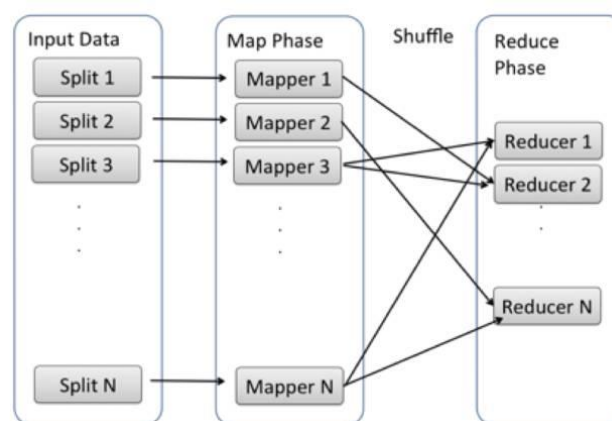 Input Data
Split 1
Split 2
Split 3
Split N
Map Phase
Mapper 1
Mapper 2
Mapper 3
Mapper N
Shuffle
Reduce
Phase
Reducer 1
Reducer 2
Reducer N